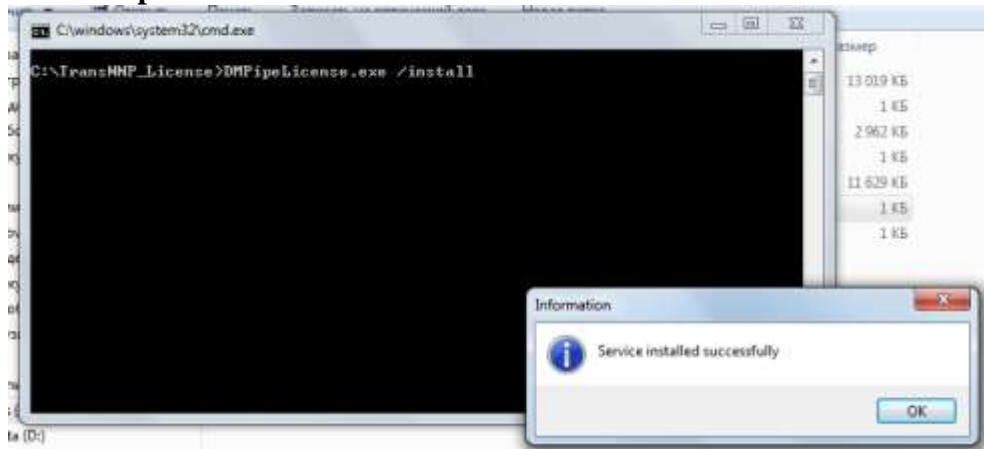 C:\windows\system32\cmd.exe
C:\TransNNP_License>DMPipeLicense.exe /install
13 019 КБ
1 КБ
2 962 КБ
1 КБ
11 629 КБ
1 КБ
1 КБ
Information
Service installed successfully
OK
(D:)